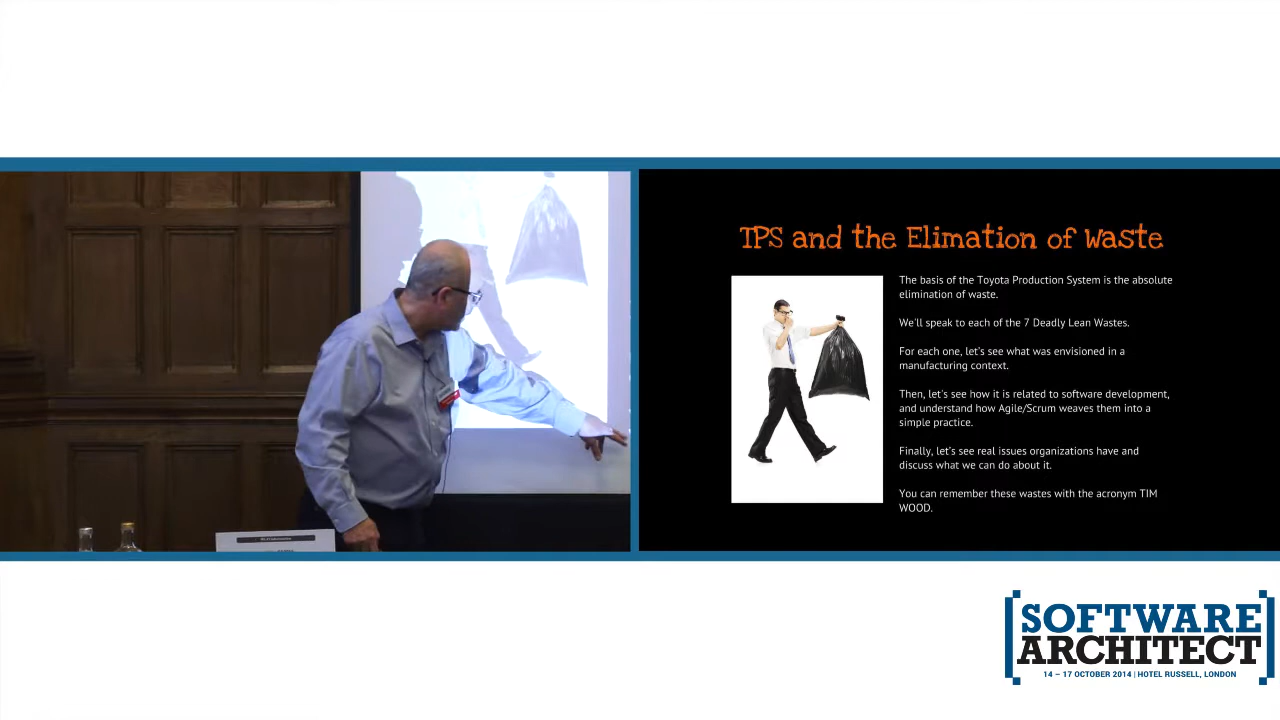 TPS and the Elimation of Waste
The basis of the Toyota Production System is the absolute
elimination of waste.
We'll speak to each of the 7 Deadly Lean Wastes.
For each one, let's see what was envisioned in a
manufacturing context.
Then, let's see how it is related to software development,
and understand how Agile/Scrum weaves them into a
simple practice.
Finally, let's see real issues organizations have and
discuss what we can do about it.
You can remember these wastes with the acronym TIM
WOOD.
SOFTWARE
ARCHITECT
14 – 17 OCTOBER 2014 | HOTEL RUSSELL, LONDON